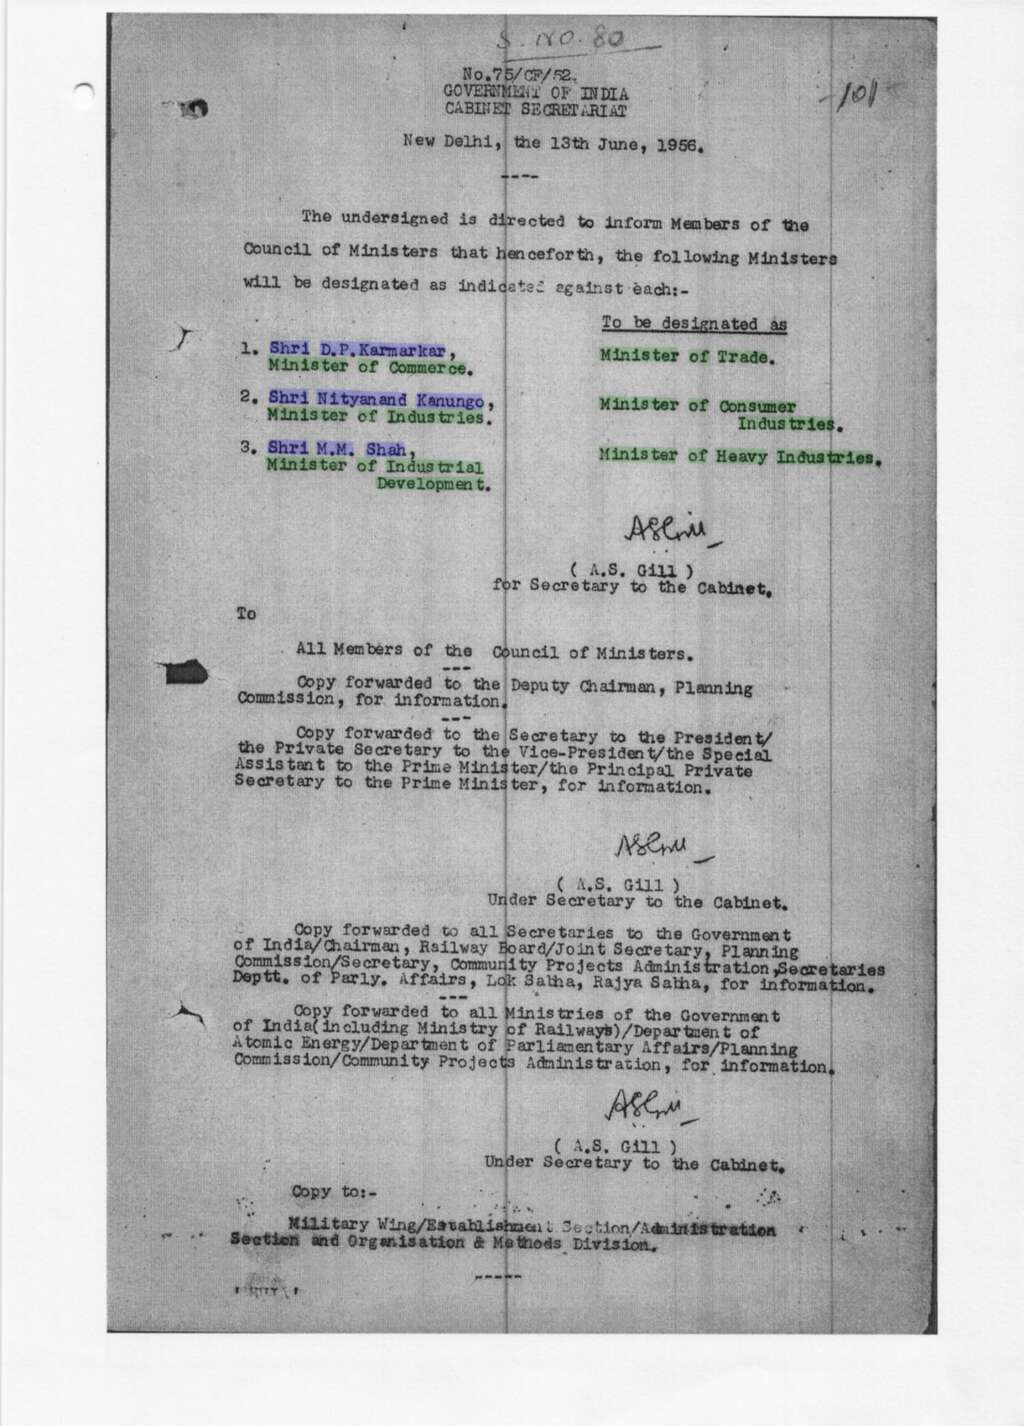 S. NO. 80
No.75/CF/52.
GOVERNMENT OF INDIA
CABINET SECRETARIAT
-101-
New Delhi, the 13th June, 1956.
----
The undersigned is directed to inform Members of the
Council of Ministers that henceforth, the following Ministers
will be designated as indicated against each:-
To be designated as
1. Shri D.P.Karmarkar, Minister of Trade.
Minister of Commerce.
2. Shri Nityanand Kanungo, Minister of Consumer
Minister of Industries. Industries.
3. Shri M.M. Shah, Minister of Heavy Industries.
Minister of Industrial
Development.
ASGill
( A.S. Gill )
for Secretary to the Cabinet.
To
All Members of the Council of Ministers.
---
Copy forwarded to the Deputy Chairman, Planning
Commission, for information.
---
Copy forwarded to the Secretary to the President/
the Private Secretary to the Vice-President/the Special
Assistant to the Prime Minister/the Principal Private
Secretary to the Prime Minister, for information.
ASGill
( A.S. Gill )
Under Secretary to the Cabinet.
Copy forwarded to all Secretaries to the Government
of India/Chairman, Railway Board/Joint Secretary, Planning
Commission/Secretary, Community Projects Administration,Secretaries
Deptt. of Parly. Affairs, Lok Sabha, Rajya Sabha, for information.
---
Copy forwarded to all Ministries of the Government
of India(including Ministry of Railways)/Department of
Atomic Energy/Department of Parliamentary Affairs/Planning
Commission/Community Projects Administration, for information.
ASGill
( A.S. Gill )
Under Secretary to the Cabinet.
Copy to:-
Military Wing/Establishment Section/Administration
Section and Organisation & Methods Division.
-----